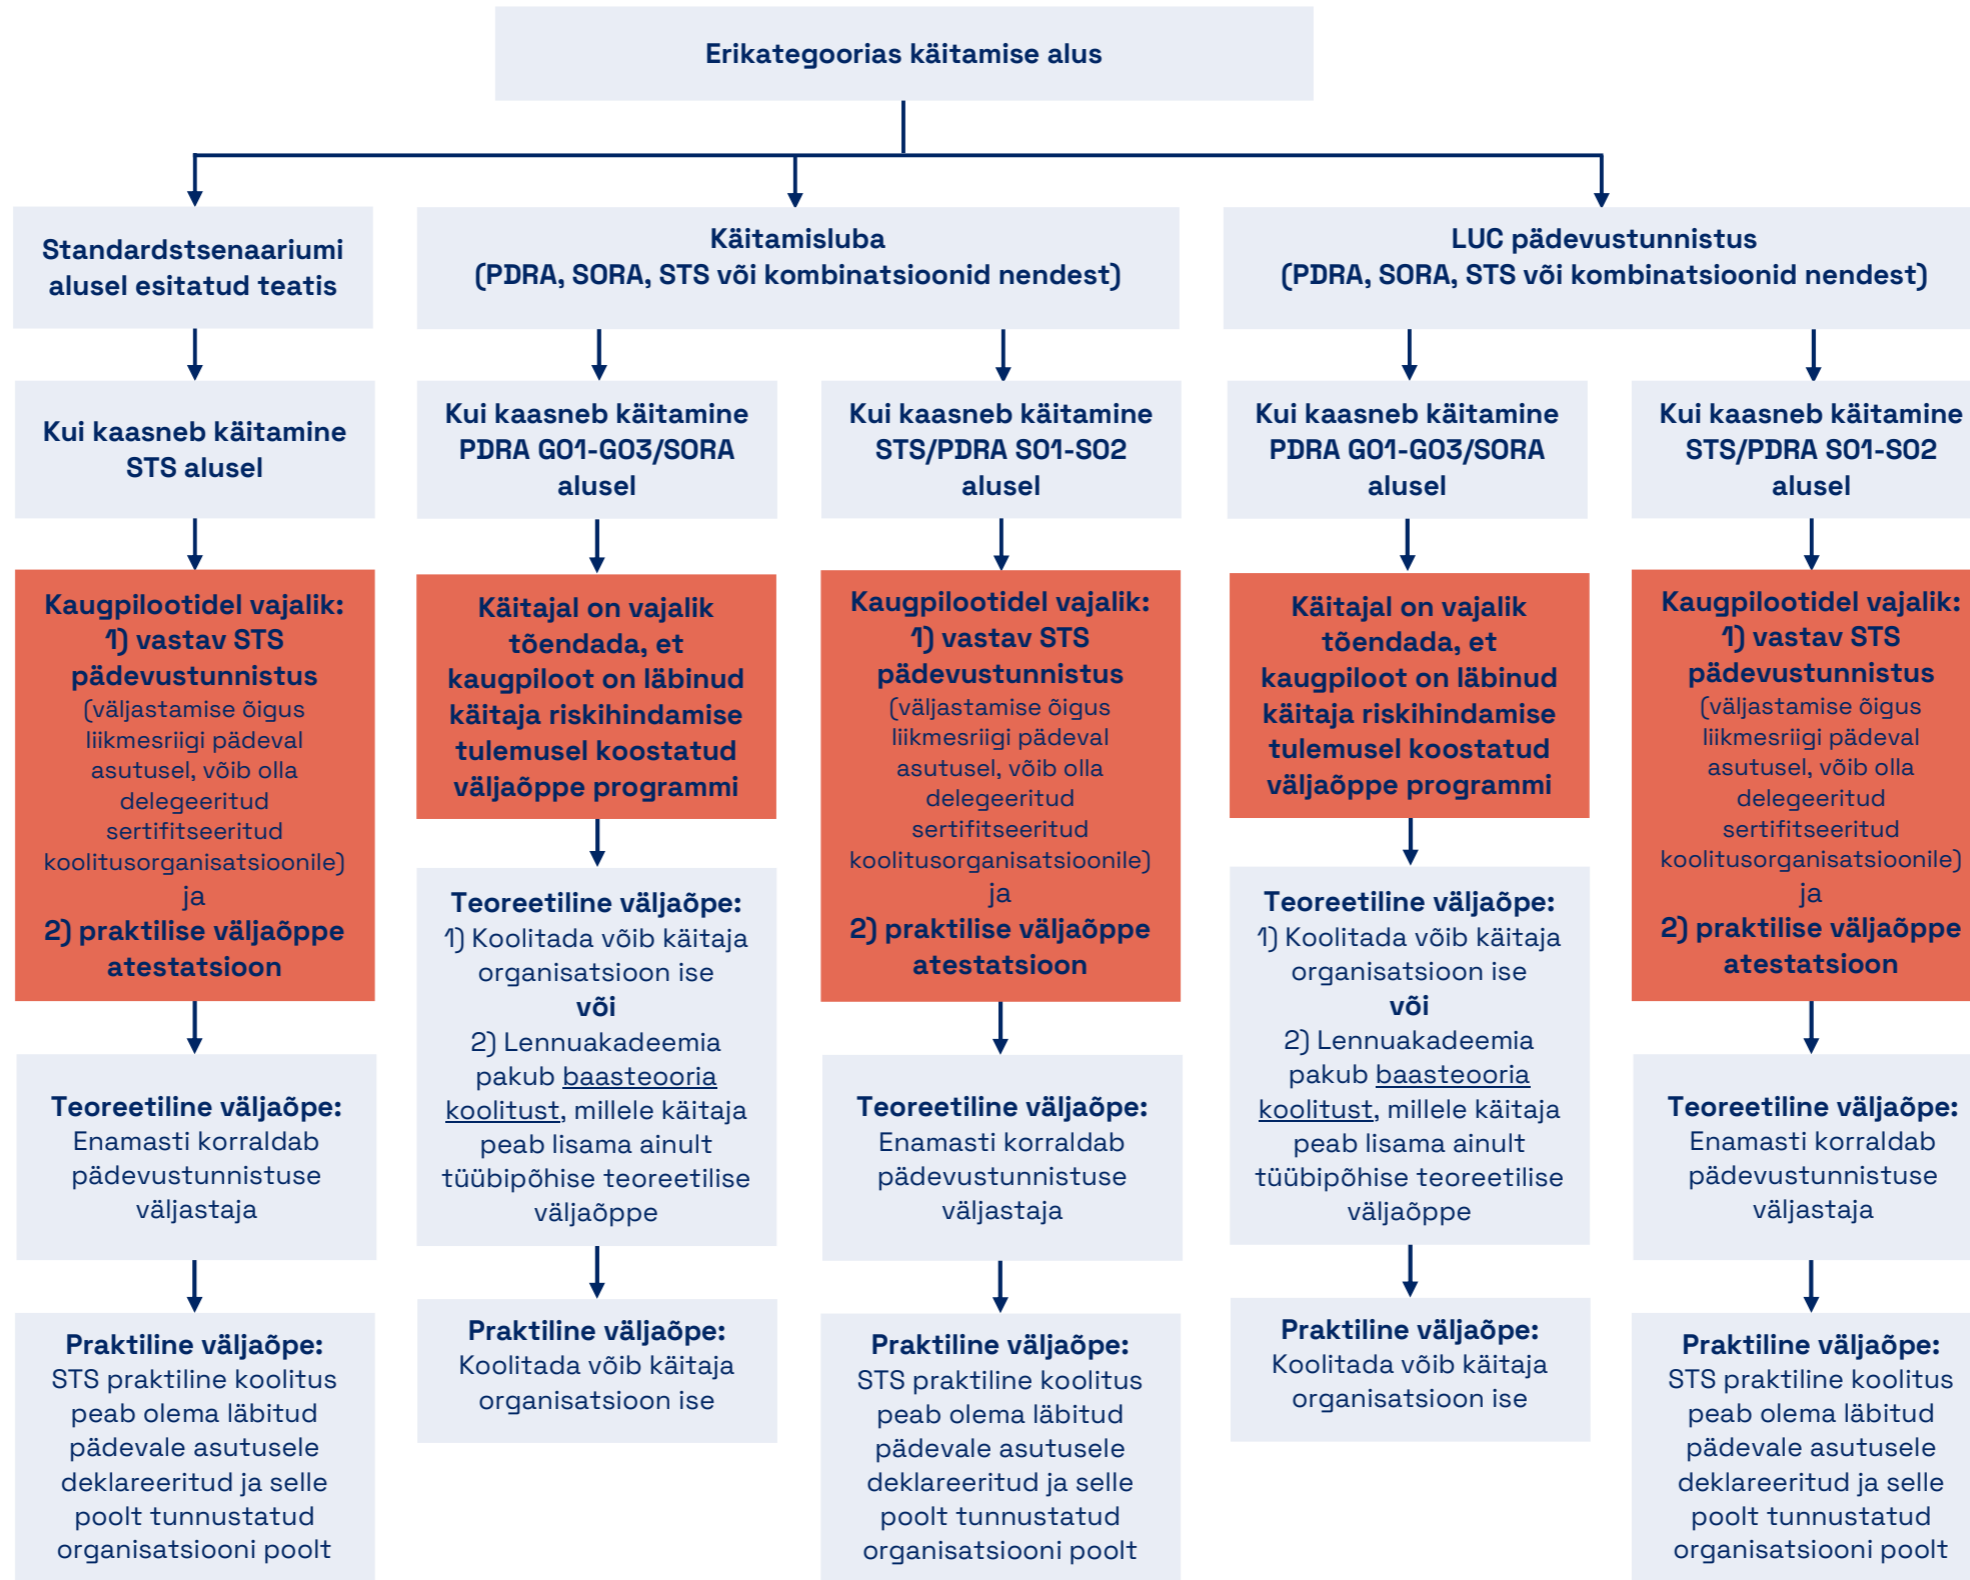 Erikategoorias käitamise alus
Standardstsenaariumi
alusel esitatud teatis
Käitamisluba
(PDRA, SORA, STS või kombinatsioonid nendest)
LUC pädevustunnistus
(PDRA, SORA, STS või kombinatsioonid nendest)
Kui kaasneb käitamine
STS alusel
Kui kaasneb käitamine
PDRA G01-G03/SORA
alusel
Kui kaasneb käitamine
STS/PDRA S01-S02
alusel
Kui kaasneb käitamine
PDRA G01-G03/SORA
alusel
Kui kaasneb käitamine
STS/PDRA S01-S02
alusel
Kaugpilootidel vajalik:
1) vastav STS
pädevustunnistus
(väljastamise õigus
liikmesriigi pädeval
asutusel, võib olla
delegeeritud
sertifitseeritud
koolitusorganisatsioonile)
ja
2) praktilise väljaõppe
atestatsioon
Käitajal on vajalik
tõendada, et
kaugpiloot on läbinud
käitaja riskihindamise
tulemusel koostatud
väljaõppe programmi
Kaugpilootidel vajalik:
1) vastav STS
pädevustunnistus
(väljastamise õigus
liikmesriigi pädeval
asutusel, võib olla
delegeeritud
sertifitseeritud
koolitusorganisatsioonile)
ja
2) praktilise väljaõppe
atestatsioon
Käitajal on vajalik
tõendada, et
kaugpiloot on läbinud
käitaja riskihindamise
tulemusel koostatud
väljaõppe programmi
Kaugpilootidel vajalik:
1) vastav STS
pädevustunnistus
(väljastamise õigus
liikmesriigi pädeval
asutusel, võib olla
delegeeritud
sertifitseeritud
koolitusorganisatsioonile)
ja
2) praktilise väljaõppe
atestatsioon
Teoreetiline väljaõpe:
Enamasti korraldab
pädevustunnistuse
väljastaja
Teoreetiline väljaõpe:
1) Koolitada võib käitaja
organisatsioon ise
või
2) Lennuakadeemia
pakub baasteooria
koolitust, millele käitaja
peab lisama ainult
tüübipõhise teoreetilise
väljaõppe
Teoreetiline väljaõpe:
Enamasti korraldab
pädevustunnistuse
väljastaja
Teoreetiline väljaõpe:
1) Koolitada võib käitaja
organisatsioon ise
või
2) Lennuakadeemia
pakub baasteooria
koolitust, millele käitaja
peab lisama ainult
tüübipõhise teoreetilise
väljaõppe
Teoreetiline väljaõpe:
Enamasti korraldab
pädevustunnistuse
väljastaja
Praktiline väljaõpe:
STS praktiline koolitus
peab olema läbitud
pädevale asutusele
deklareeritud ja selle
poolt tunnustatud
organisatsiooni poolt
Praktiline väljaõpe:
Koolitada võib käitaja
organisatsioon ise
Praktiline väljaõpe:
STS praktiline koolitus
peab olema läbitud
pädevale asutusele
deklareeritud ja selle
poolt tunnustatud
organisatsiooni poolt
Praktiline väljaõpe:
Koolitada võib käitaja
organisatsioon ise
Praktiline väljaõpe:
STS praktiline koolitus
peab olema läbitud
pädevale asutusele
deklareeritud ja selle
poolt tunnustatud
organisatsiooni poolt